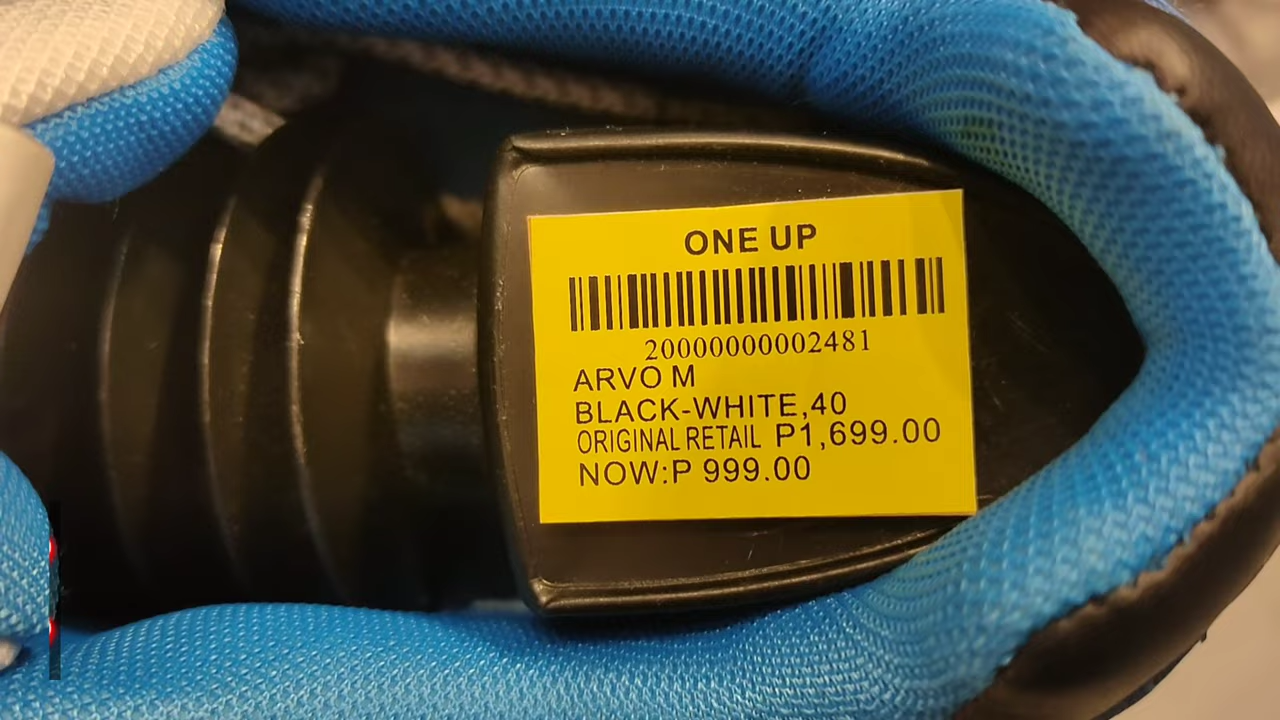 ONE UP
20000000002481
ARVO M
BLACK-WHITE,40
ORIGINAL RETAIL P1,699.00
NOW:P 999.00